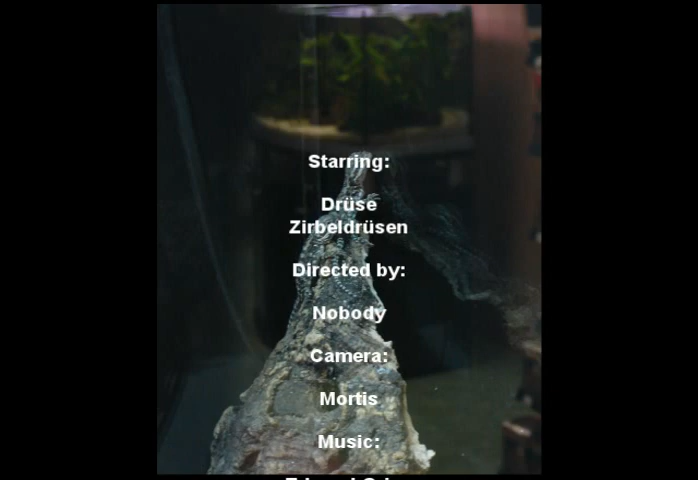 Starring:
Drüse
Zirbeldrüsen
Directed by:
Nobody
Camera:
Mortis
Music: